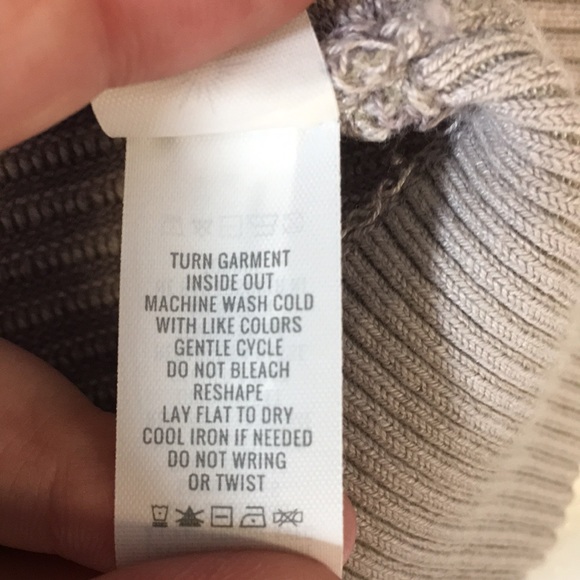 TURN GARMENT
INSIDE OUT
MACHINE WASH COLD
WITH LIKE COLORS
GENTLE CYCLE
DO NOT BLEACH
RESHAPE
LAY FLAT TO DRY
COOL IRON IF NEEDED
DO NOT WRING
OR TWIST